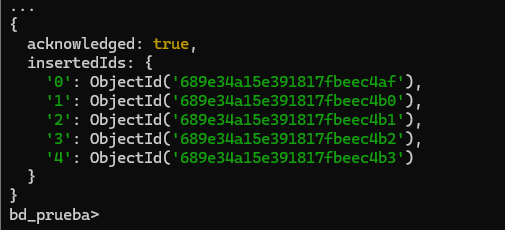 ...
{
  acknowledged: true,
  insertedIds: {
    '0': ObjectId('689e34a15e391817fbeec4af'),
    '1': ObjectId('689e34a15e391817fbeec4b0'),
    '2': ObjectId('689e34a15e391817fbeec4b1'),
    '3': ObjectId('689e34a15e391817fbeec4b2'),
    '4': ObjectId('689e34a15e391817fbeec4b3')
  }
}
bd_prueba>